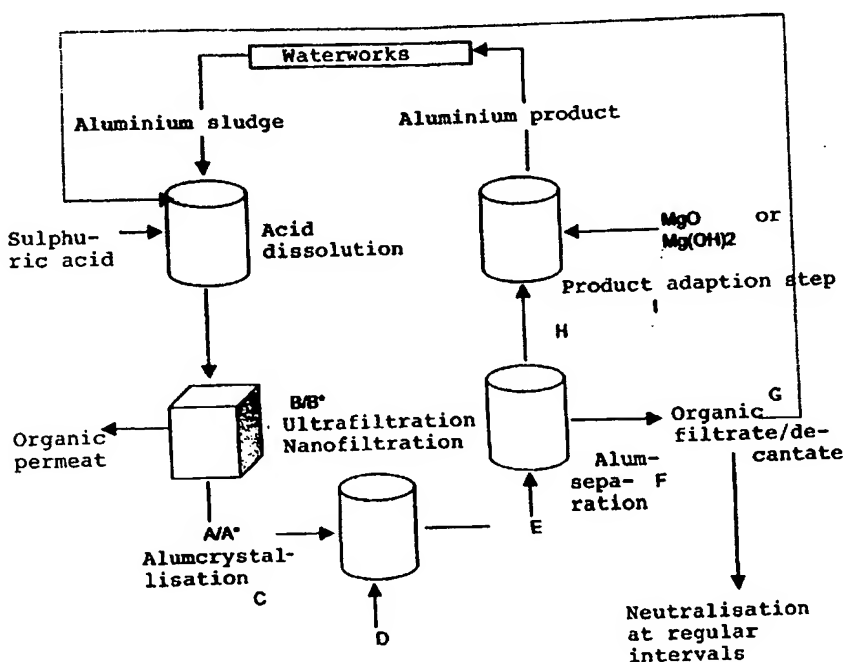 Waterworks
Aluminium sludge
Aluminium product
Sulphu-
ric acid
Acid
dissolution
MgO or
Mg(OH)2
Product adaption step
I
H
B/B*
Ultrafiltration
Nanofiltration
Organic
permeat
G
Organic
filtrate/de-
cantate
Alum-
sepa- F
ration
A/A*
Alumcrystal-
lisation
C
E
D
Neutralisation
at regular
intervals